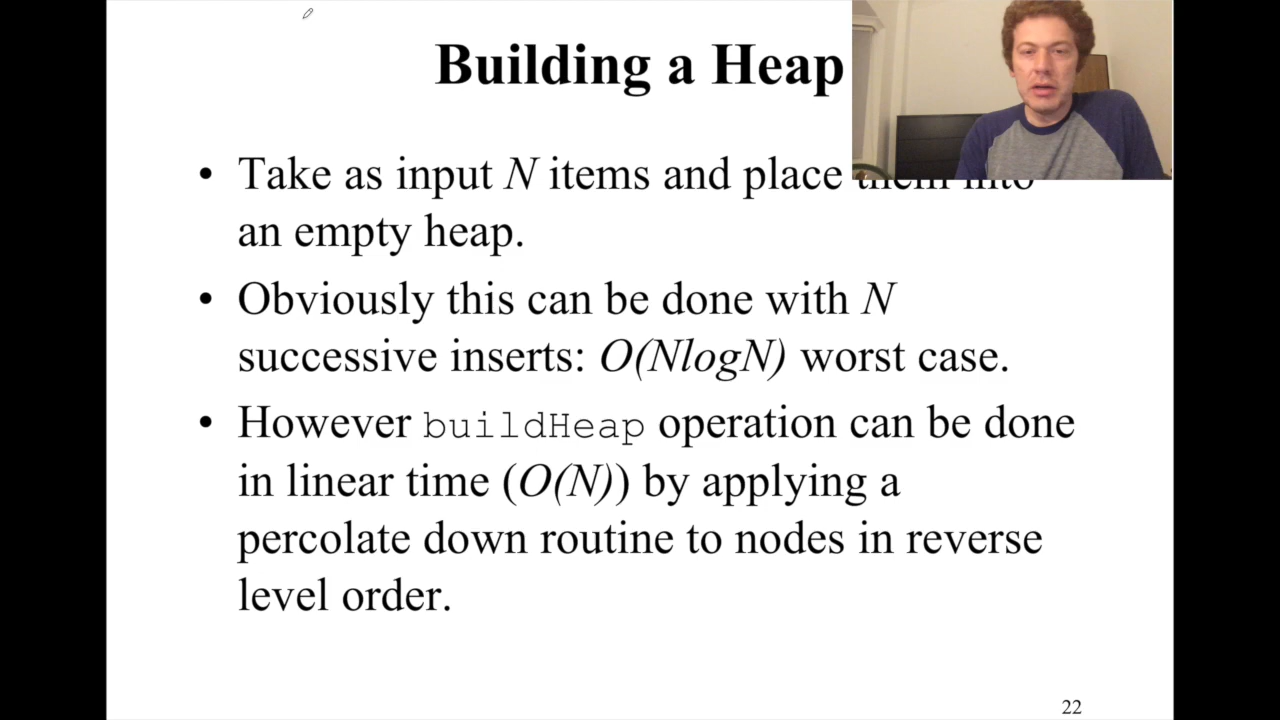 Building a Heap
• Take as input N items and place them into
an empty heap.
• Obviously this can be done with N
successive inserts: O(NlogN) worst case.
• However buildHeap operation can be done
in linear time (O(N)) by applying a
percolate down routine to nodes in reverse
level order.
22